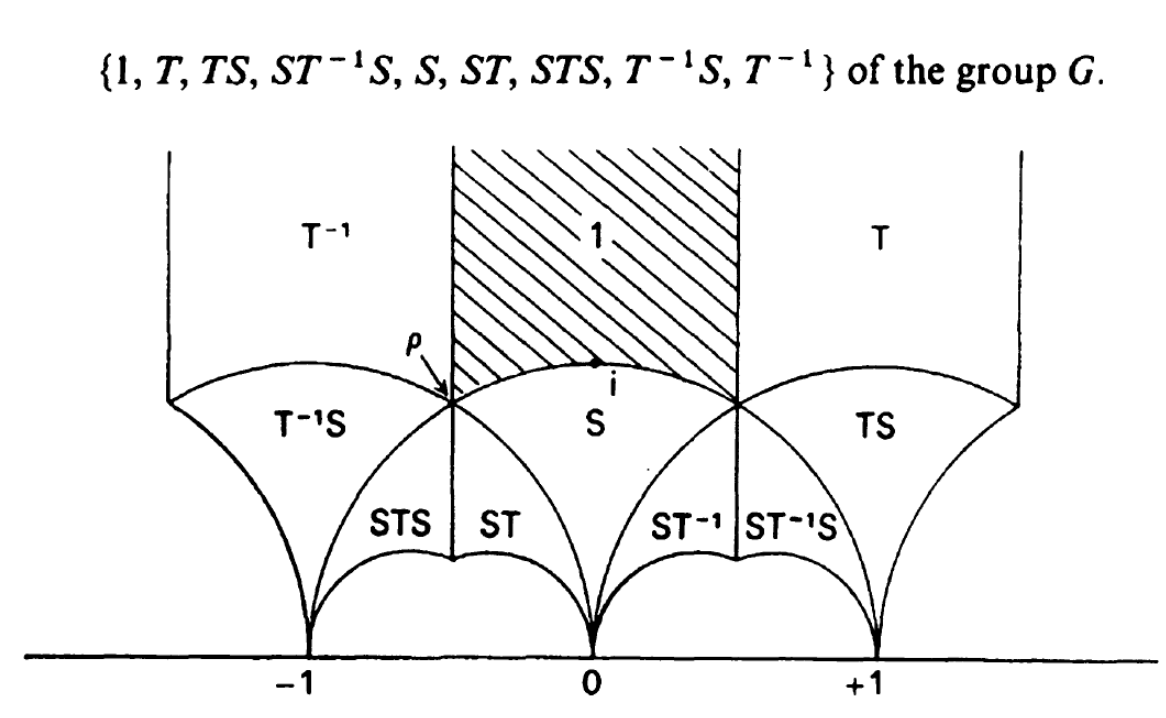 {1, T, TS, ST⁻¹S, S, ST, STS, T⁻¹S, T⁻¹} of the group G.
T⁻¹ 1 T
ρ
i
T⁻¹S S TS
STS ST ST⁻¹ ST⁻¹S
-1 0 +1